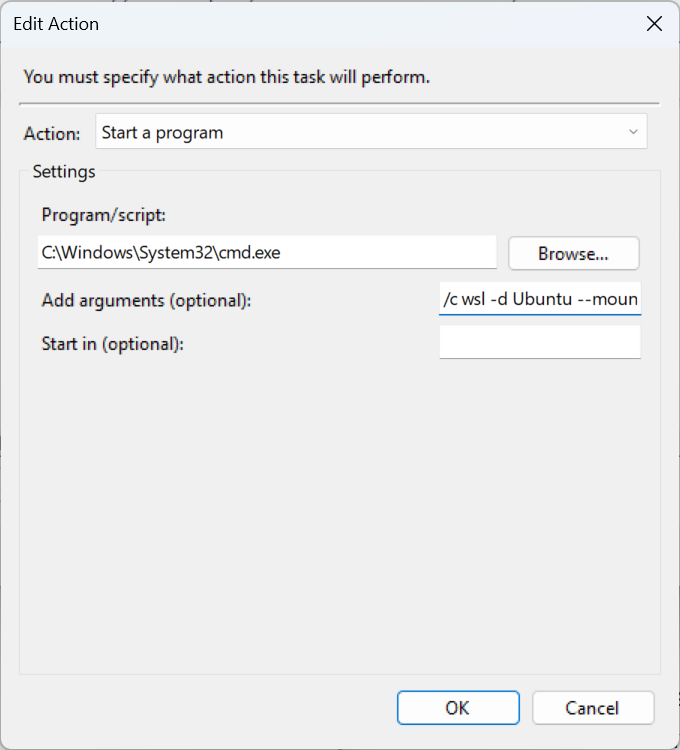 Edit Action
You must specify what action this task will perform.
Action: Start a program
Settings
Program/script:
C:\Windows\System32\cmd.exe Browse...
Add arguments (optional): /c wsl -d Ubuntu --moun
Start in (optional):
OK Cancel